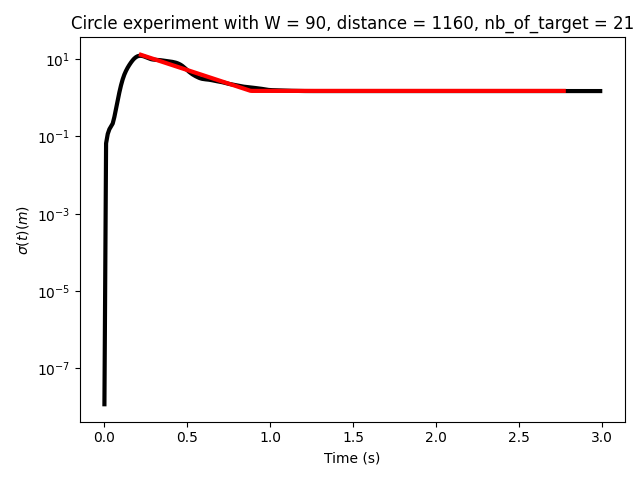 Circle experiment with W = 90, distance = 1160, nb_of_target = 21
10¹
10⁻¹
10⁻³
10⁻⁵
10⁻⁷
σ(t)(m)
0.0 0.5 1.0 1.5 2.0 2.5 3.0
Time (s)